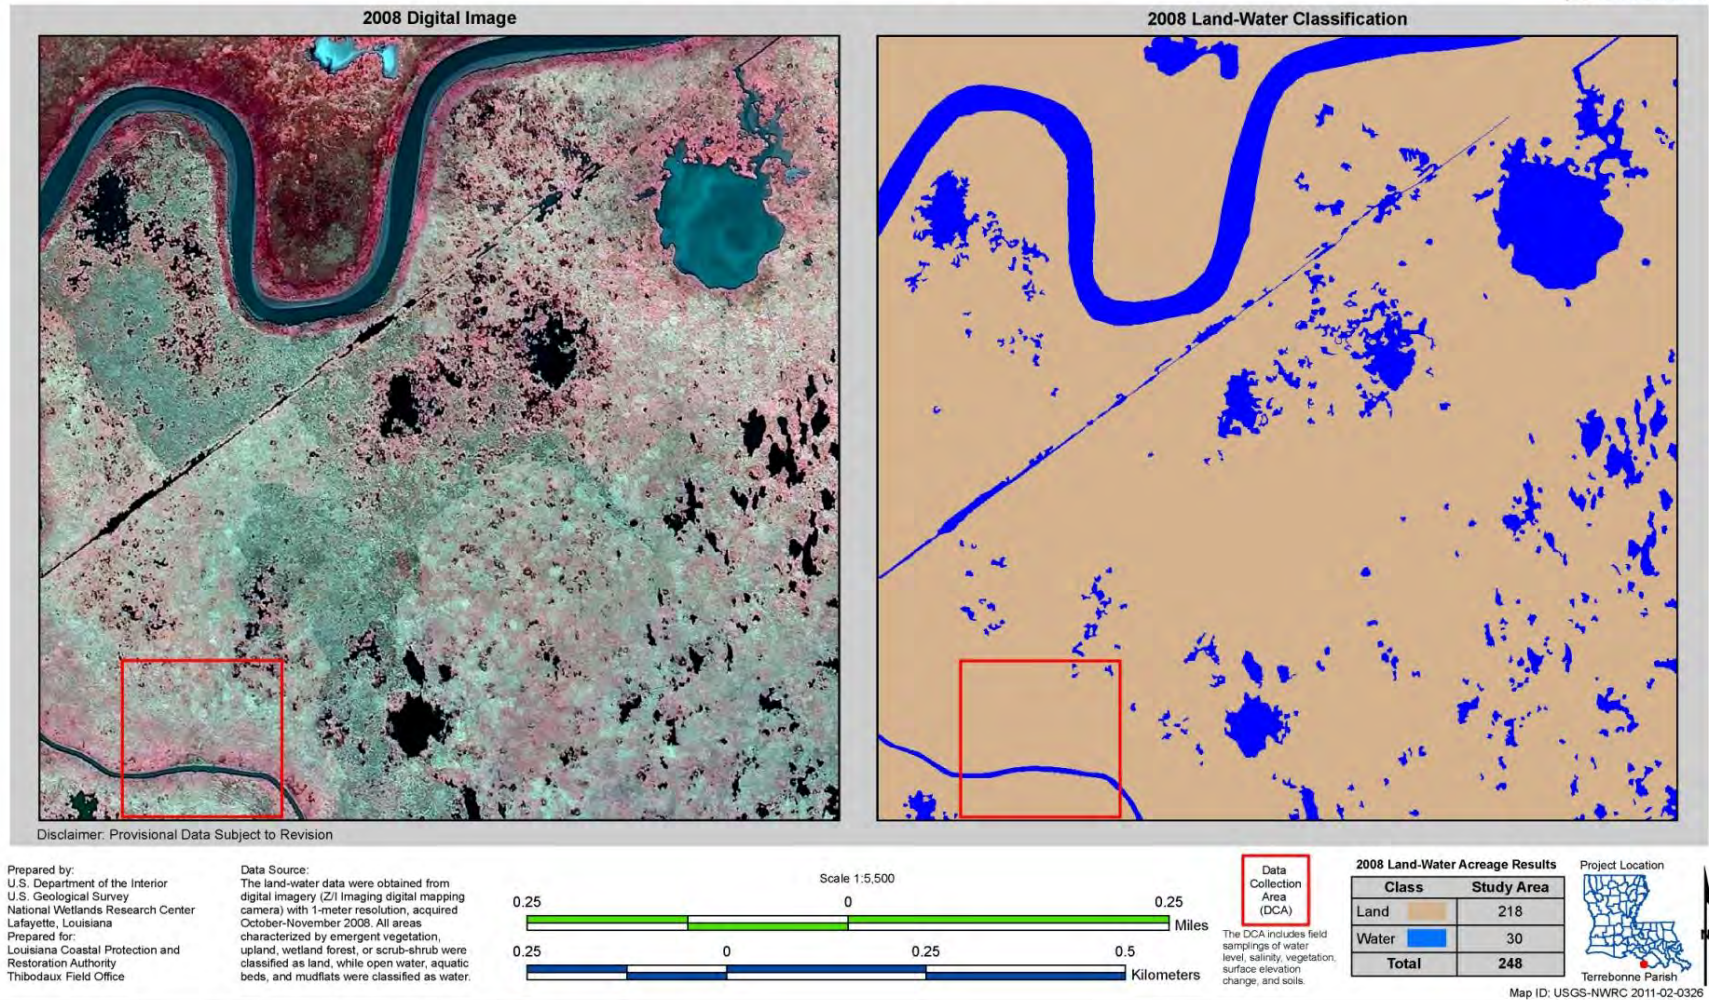 2008 Digital Image
2008 Land-Water Classification
Disclaimer: Provisional Data Subject to Revision
Prepared by:
U.S. Department of the Interior
U.S. Geological Survey
National Wetlands Research Center
Lafayette, Louisiana
Prepared for:
Louisiana Coastal Protection and
Restoration Authority
Thibodaux Field Office
Data Source:
The land-water data were obtained from
digital imagery (Z/I Imaging digital mapping
camera) with 1-meter resolution, acquired
October-November 2008. All areas
characterized by emergent vegetation,
upland, wetland forest, or scrub-shrub were
classified as land, while open water, aquatic
beds, and mudflats were classified as water.
Scale 1:5,500
0.25 0 0.25
Miles
0.25 0 0.25 0.5
Kilometers
Data
Collection
Area
(DCA)
The DCA includes field
samplings of water
level, salinity, vegetation,
surface elevation
change, and soils.
2008 Land-Water Acreage Results
Class Study Area
Land 218
Water 30
Total 248
Project Location
Terrebonne Parish
N
Map ID: USGS-NWRC 2011-02-0326